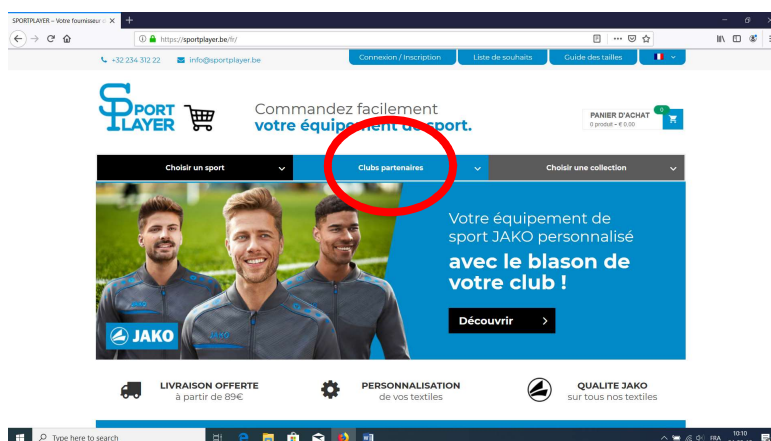 SPORTPLAYER – Votre fournisseur
https://sportplayer.be/fr/
+32 234 312 22 info@sportplayer.be Connexion / Inscription Liste de souhaits Guide des tailles
SPORT
PLAYER
Commandez facilement
votre équipement de sport.
PANIER D'ACHAT 0
0 produit – € 0,00
Choisir un sport Clubs partenaires Choisir une collection
Votre équipement de
sport JAKO personnalisé
avec le blason de
votre club !
Découvrir
JAKO
LIVRAISON OFFERTE PERSONNALISATION QUALITE JAKO
à partir de 89€ de vos textiles sur tous nos textiles
Type here to search FRA 10:10